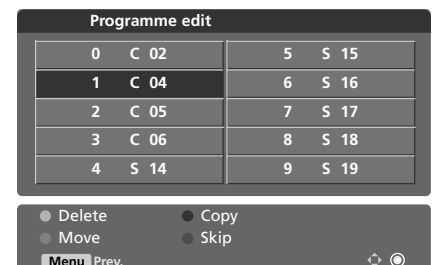 Programme edit
0 C 02 5 S 15
1 C 04 6 S 16
2 C 05 7 S 17
3 C 06 8 S 18
4 S 14 9 S 19
Delete Copy
Move Skip
Menu Prev.